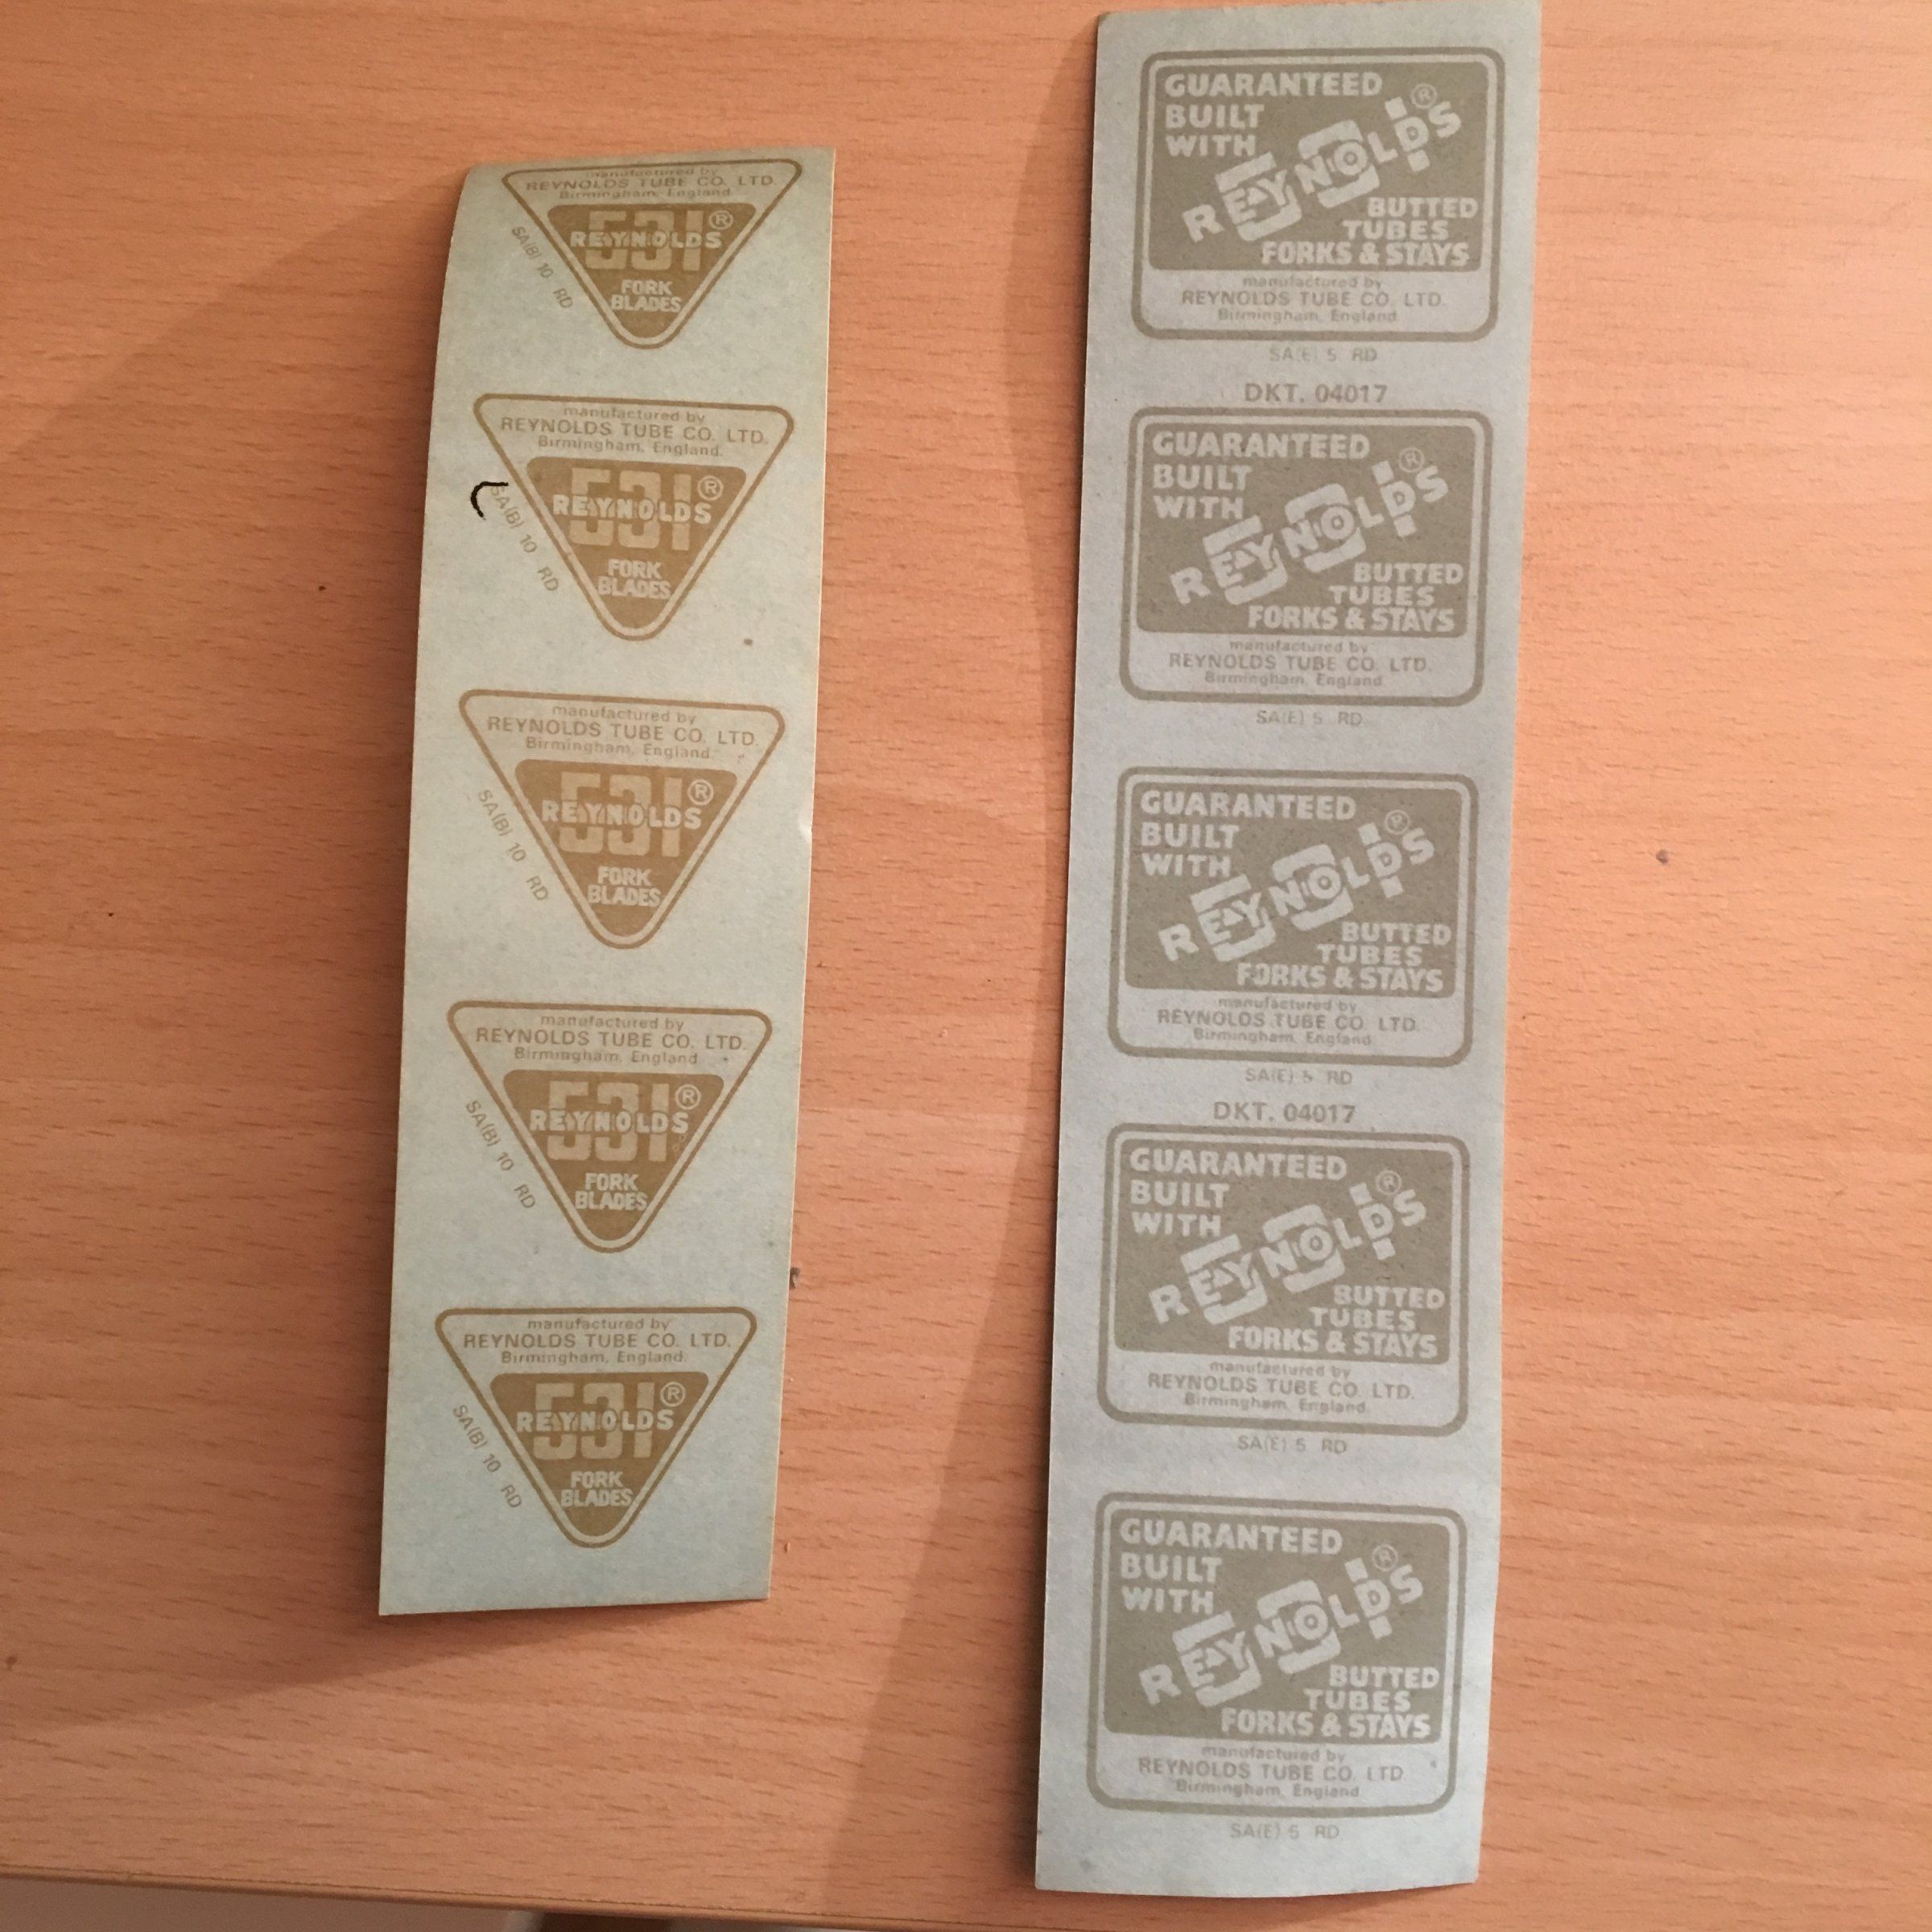 manufactured by
REYNOLDS TUBE CO. LTD.
Birmingham, England
531®
REYNOLDS
FORK
BLADES
SA(B) 10 RD
manufactured by
REYNOLDS TUBE CO. LTD.
Birmingham, England.
531®
REYNOLDS
FORK
BLADES
SA(B) 10 RD
manufactured by
REYNOLDS TUBE CO. LTD.
Birmingham, England.
531®
REYNOLDS
FORK
BLADES
SA(B) 10 RD
manufactured by
REYNOLDS TUBE CO. LTD.
Birmingham, England
531®
REYNOLDS
FORK
BLADES
SA(B) 10 RD
manufactured by
REYNOLDS TUBE CO. LTD.
Birmingham, England.
531®
REYNOLDS
FORK
BLADES
SA(B) 10 RD
GUARANTEED
BUILT
WITH
531®
REYNOLDS
BUTTED
TUBES
FORKS & STAYS
manufactured by
REYNOLDS TUBE CO. LTD.
Birmingham, England
SA(E) 5 RD
DKT. 04017
GUARANTEED
BUILT
WITH
531®
REYNOLDS
BUTTED
TUBES
FORKS & STAYS
manufactured by
REYNOLDS TUBE CO. LTD.
Birmingham, England
SA(E) 5 RD
GUARANTEED
BUILT
WITH
531®
REYNOLDS
BUTTED
TUBES
FORKS & STAYS
manufactured by
REYNOLDS TUBE CO. LTD.
Birmingham, England
SA(E) 5 RD
DKT. 04017
GUARANTEED
BUILT
WITH
531®
REYNOLDS
BUTTED
TUBES
FORKS & STAYS
manufactured by
REYNOLDS TUBE CO. LTD.
Birmingham, England
SA(E) 5 RD
GUARANTEED
BUILT
WITH
531®
REYNOLDS
BUTTED
TUBES
FORKS & STAYS
manufactured by
REYNOLDS TUBE CO. LTD
Birmingham, England
SA(E) 5 RD